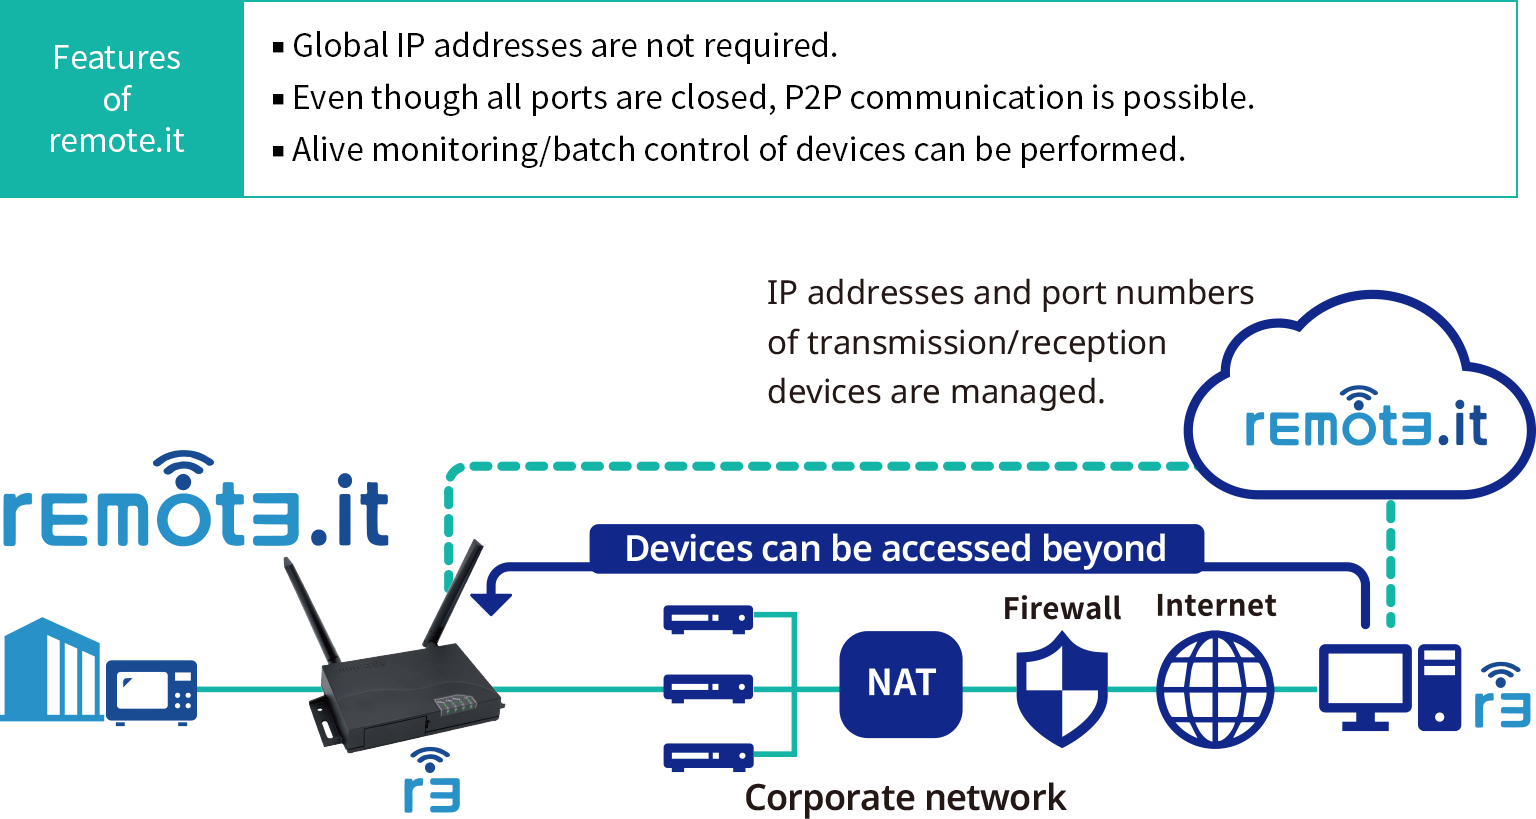 Features
of
remote.it
▪ Global IP addresses are not required.
▪ Even though all ports are closed, P2P communication is possible.
▪ Alive monitoring/batch control of devices can be performed.
IP addresses and port numbers
of transmission/reception
devices are managed.
remote.it
remote.it
Devices can be accessed beyond
Firewall
Internet
NAT
r3
r3
Corporate network